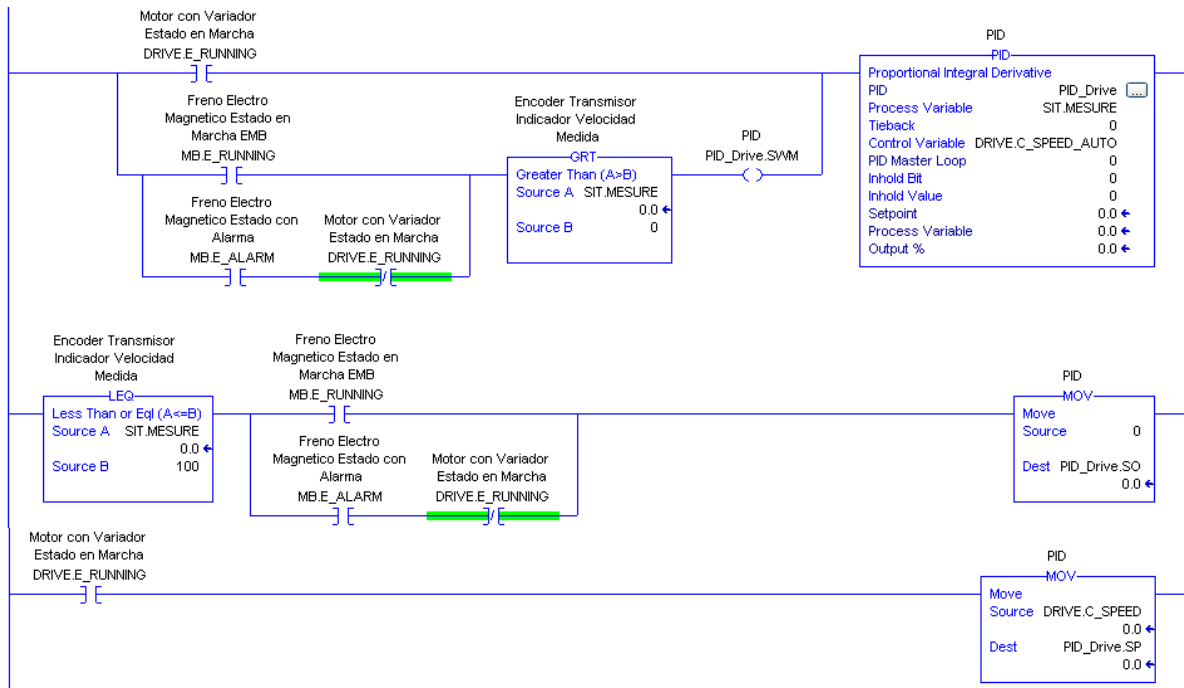 Motor con Variador
Estado en Marcha
DRIVE.E_RUNNING
PID
PID
Proportional Integral Derivative
PID PID_Drive ...
Process Variable SIT.MESURE
Tieback 0
Control Variable DRIVE.C_SPEED_AUTO
PID Master Loop 0
Inhold Bit 0
Inhold Value 0
Setpoint 0.0
Process Variable 0.0
Output % 0.0
Freno Electro
Magnetico Estado en
Marcha EMB
MB.E_RUNNING
Encoder Transmisor
Indicador Velocidad
Medida
GRT
Greater Than (A>B)
Source A SIT.MESURE
0.0
Source B 0
PID
PID_Drive.SWM
Freno Electro
Magnetico Estado con
Alarma
MB.E_ALARM
Motor con Variador
Estado en Marcha
DRIVE.E_RUNNING
Encoder Transmisor
Indicador Velocidad
Medida
LEQ
Less Than or Eql (A<=B)
Source A SIT.MESURE
0.0
Source B 100
Freno Electro
Magnetico Estado en
Marcha EMB
MB.E_RUNNING
Freno Electro
Magnetico Estado con
Alarma
MB.E_ALARM
Motor con Variador
Estado en Marcha
DRIVE.E_RUNNING
PID
MOV
Move
Source 0
Dest PID_Drive.SO
0.0
Motor con Variador
Estado en Marcha
DRIVE.E_RUNNING
PID
MOV
Move
Source DRIVE.C_SPEED
0.0
Dest PID_Drive.SP
0.0